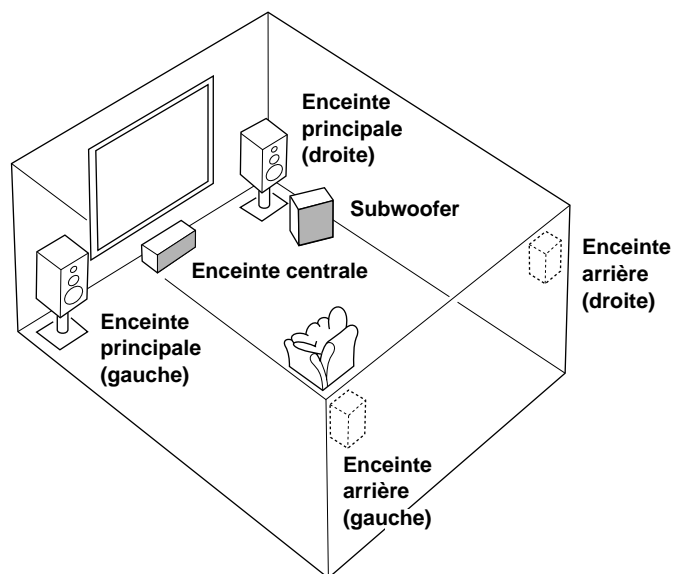 Enceinte
principale
(droite)
Subwoofer
Enceinte
arrière
(droite)
Enceinte centrale
Enceinte
principale
(gauche)
Enceinte
arrière
(gauche)